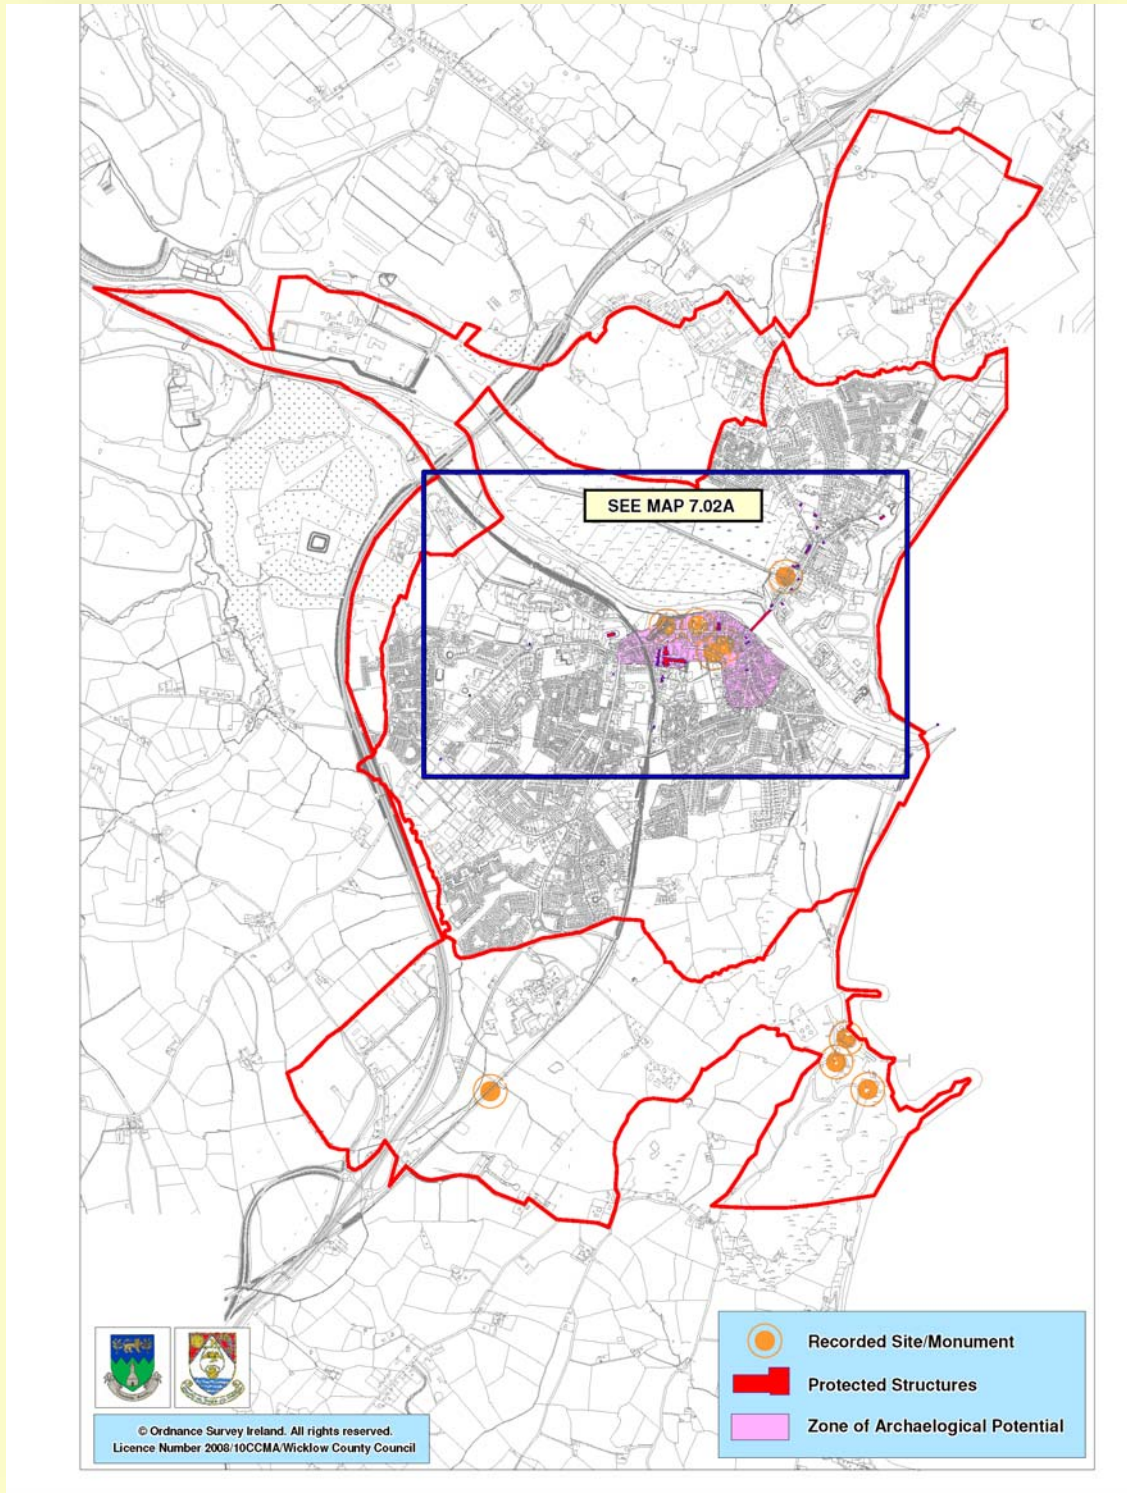 SEE MAP 7.02A
Recorded Site/Monument
Protected Structures
Zone of Archaelogical Potential
© Ordnance Survey Ireland. All rights reserved.
Licence Number 2008/10CCMA/Wicklow County Council